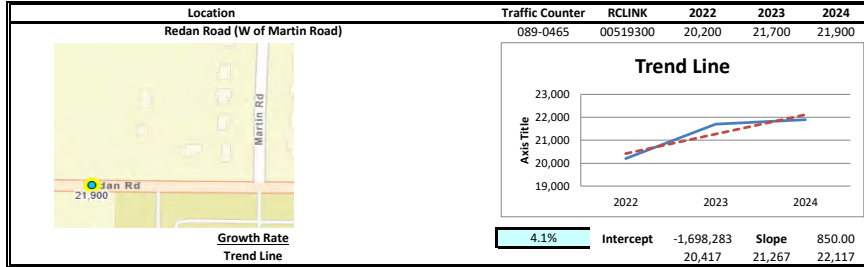 Location Traffic Counter RCLINK 2022 2023 2024
Redan Road (W of Martin Road) 089-0465 00519300 20,200 21,700 21,900
Martin Rd
dan Rd
21,900
Trend Line
Axis Title
23,000
22,000
21,000
20,000
19,000
2022 2023 2024
Growth Rate 4.1% Intercept -1,698,283 Slope 850.00
Trend Line 20,417 21,267 22,117